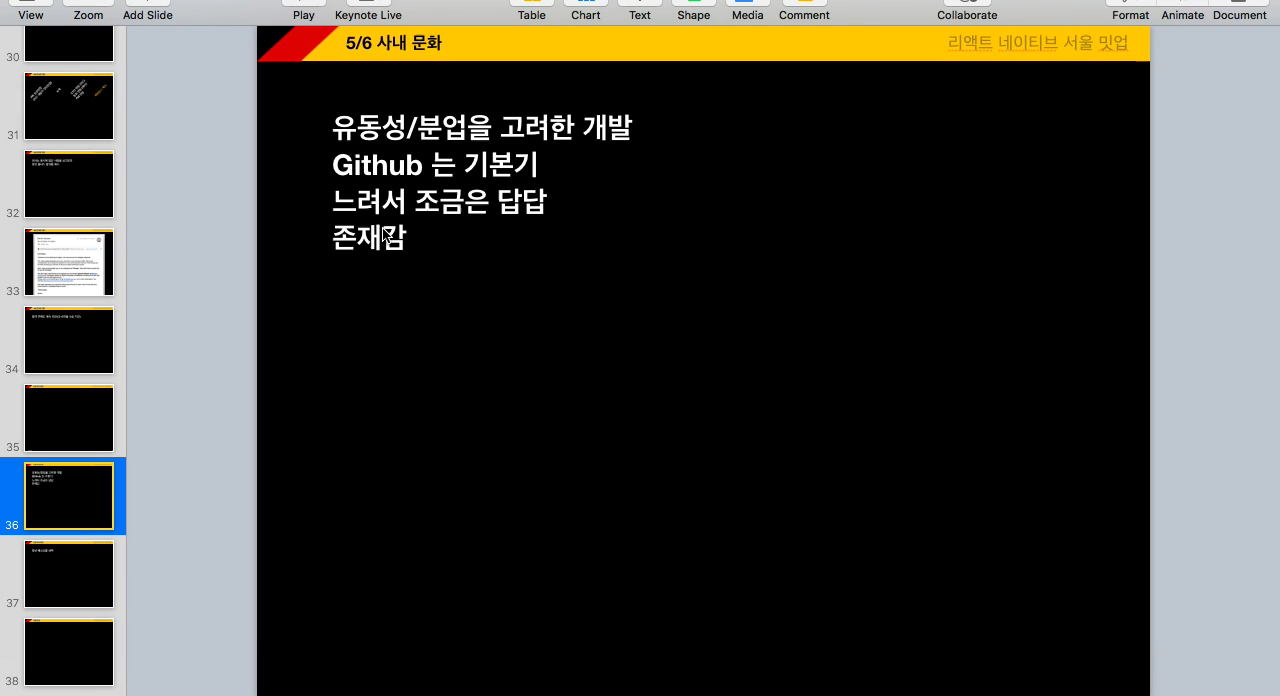 View Zoom Add Slide Play Keynote Live Table Chart Text Shape Media Comment Collaborate Format Animate Document
5/6 사내 문화
리액트 네이티브 서울 밋업
유동성/분업을 고려한 개발
Github 는 기본기
느려서 조금은 답답
존재감
30
31
32
33
34
35
36
37
38